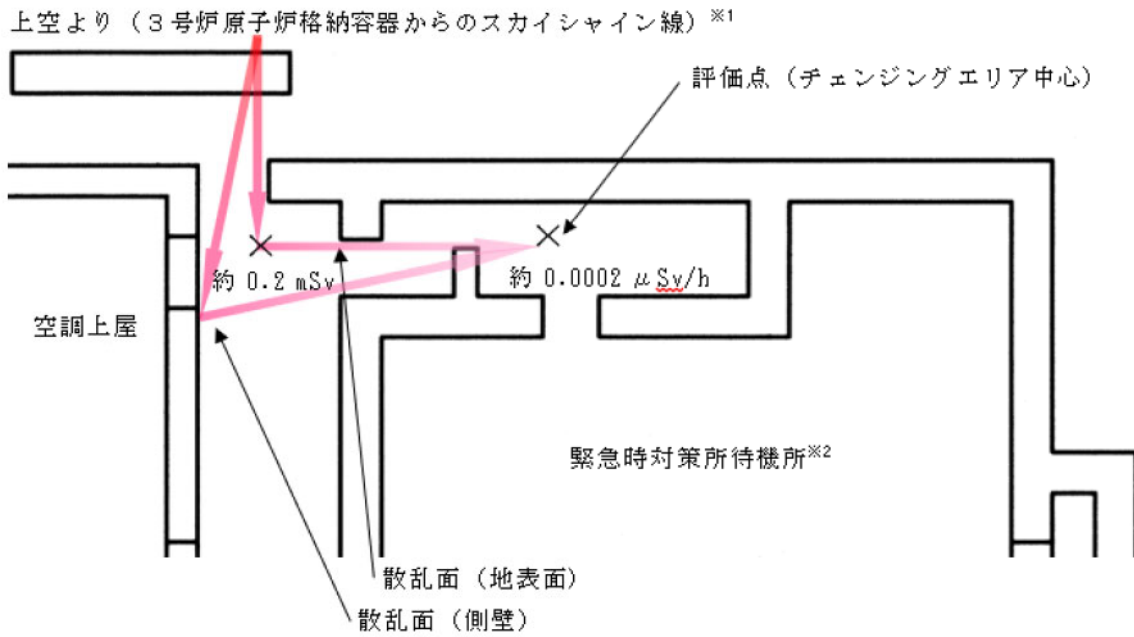 上空より（３号炉原子炉格納容器からのスカイシャイン線）※1
評価点（チェンジングエリア中心）
約 0.2 mSv
約 0.0002 μSv/h
空調上屋
緊急時対策所待機所※2
散乱面（地表面）
散乱面（側壁）